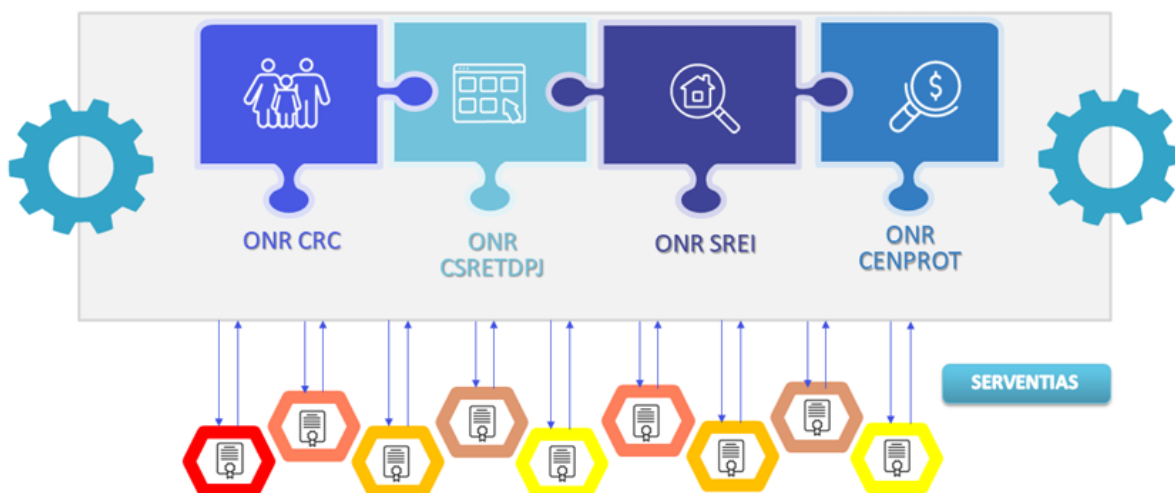 ONR CRC
ONR
CSRETDPJ
ONR SREI
ONR
CENPROT
$
SERVENTIAS